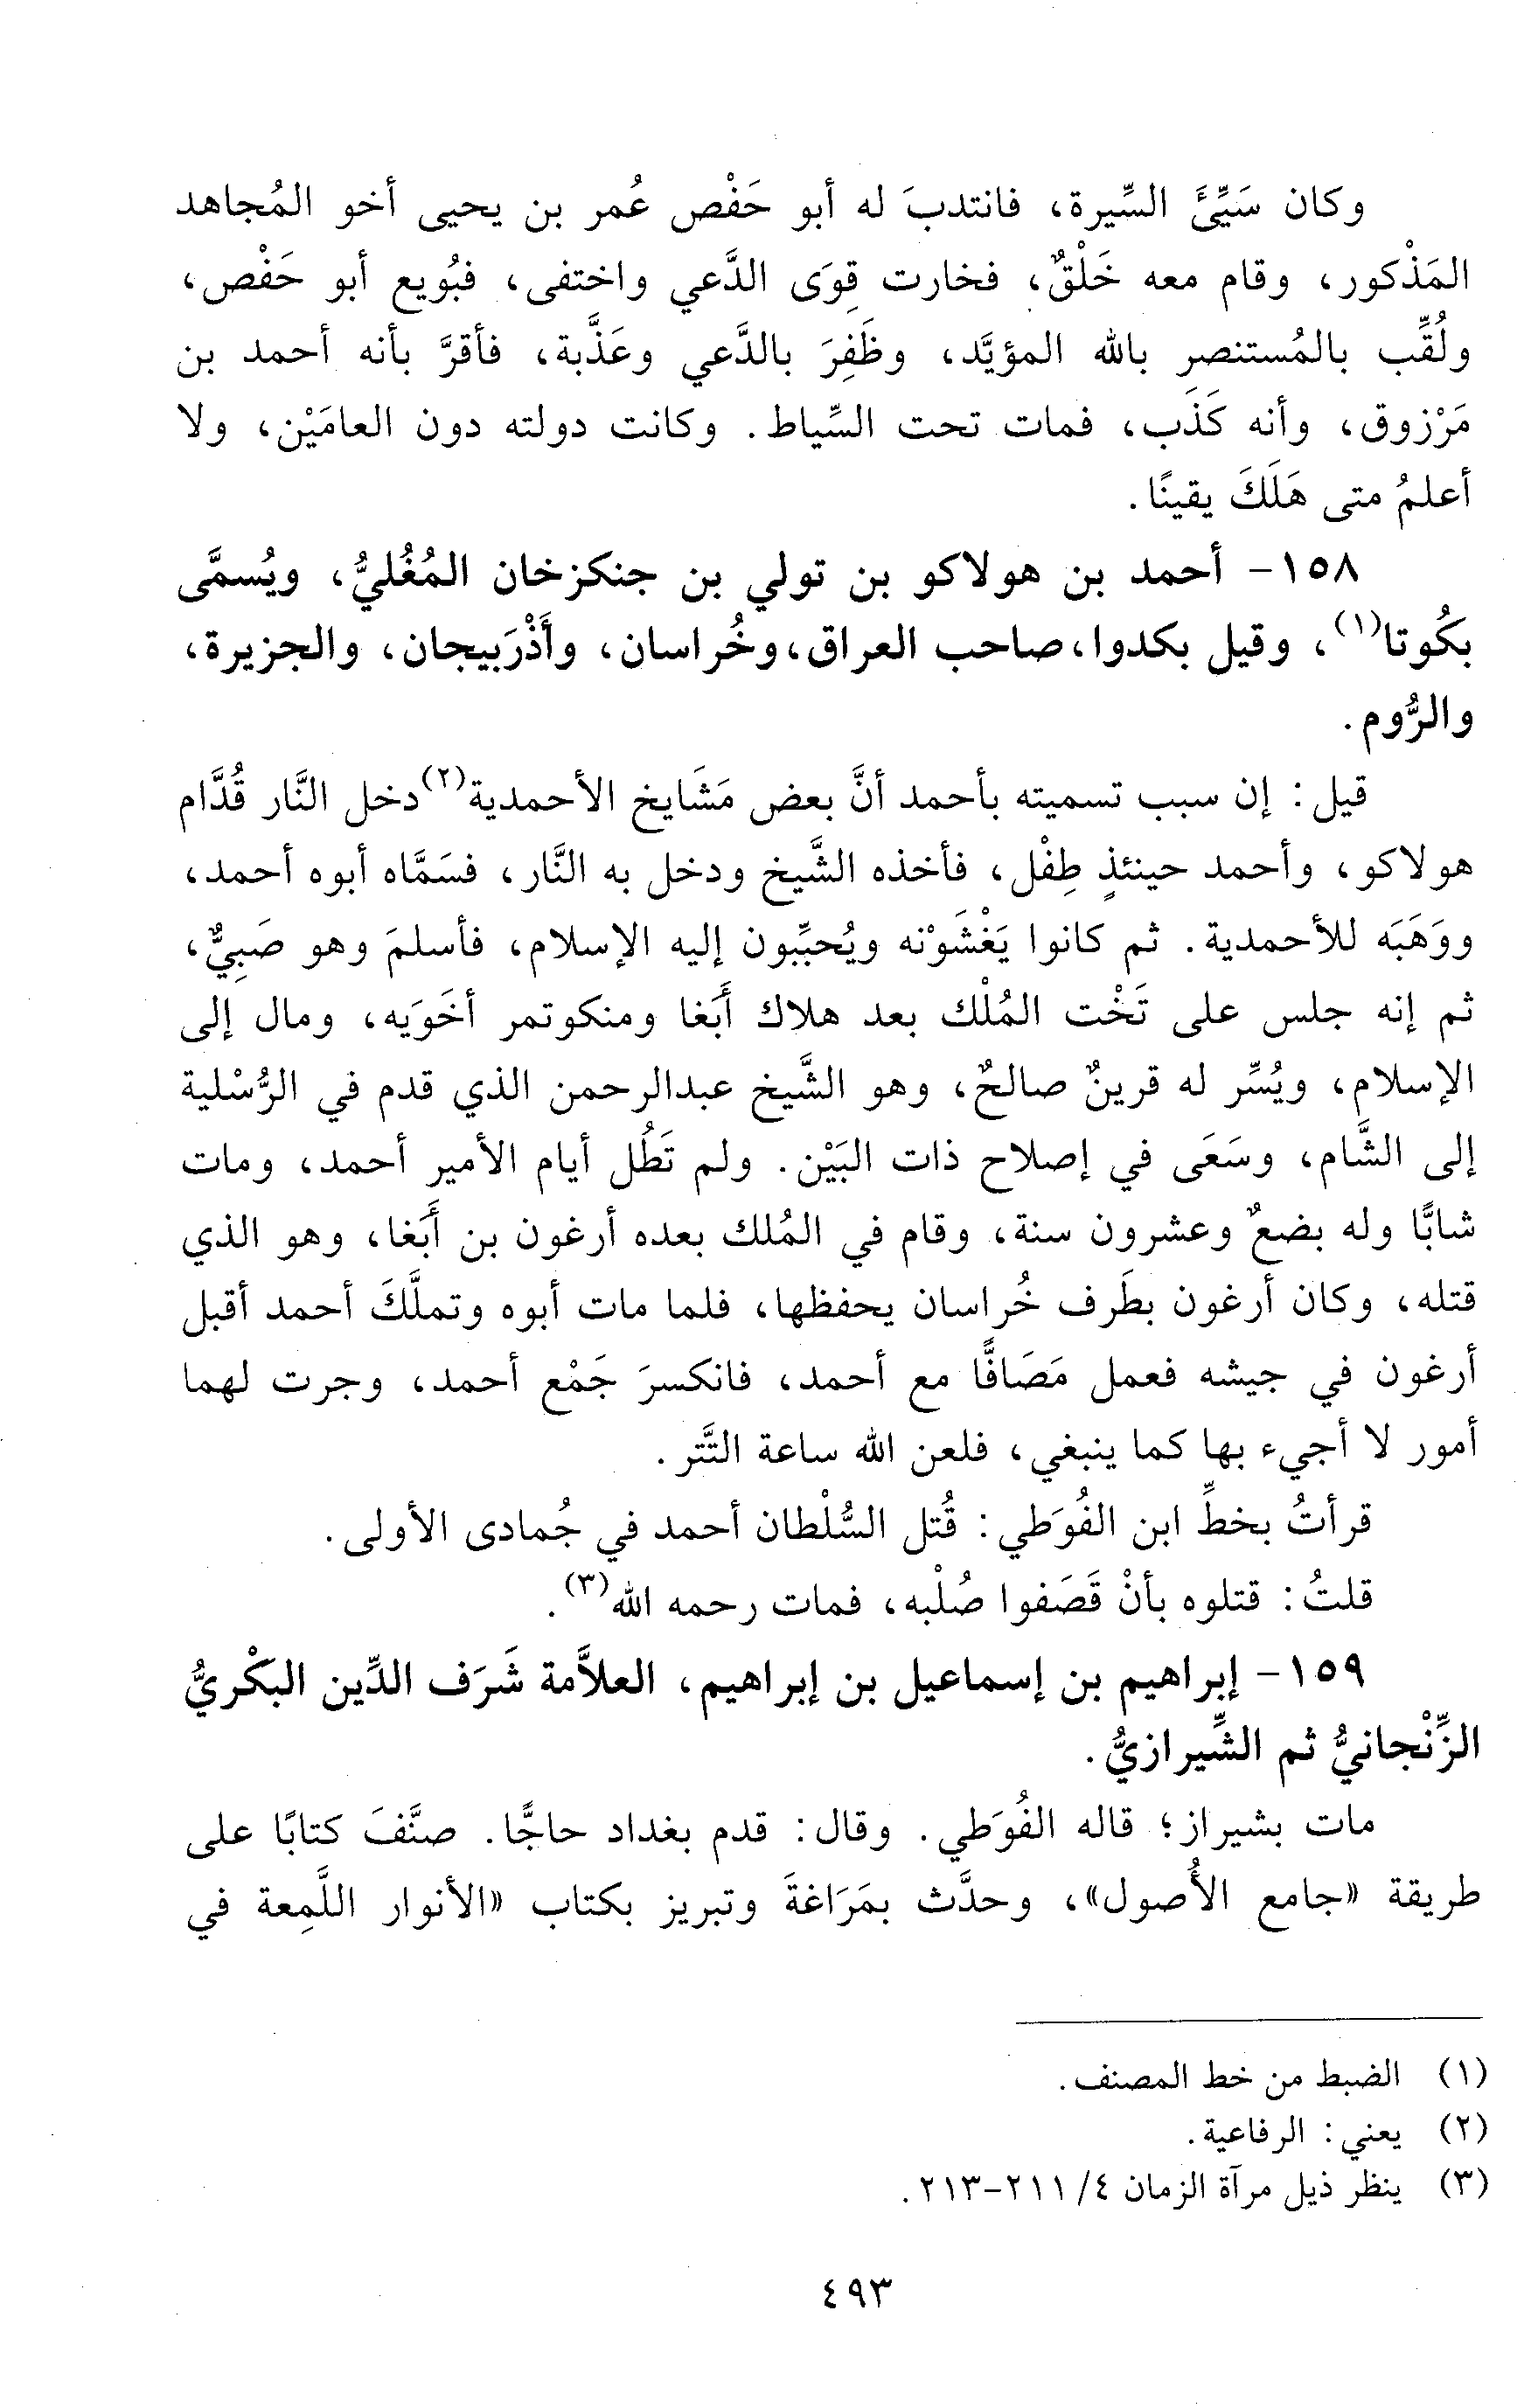 وكان سَيِّئَ السِّيرة، فانتدبَ له أبو حَفْص عُمر بن يحيى أخو المُجاهد
المَذْكور، وقام معه خَلْقٌ، فخارت قِوَى الدَّعي واختفى، فبُويع أبو حَفْص،
ولُقِّب بالمُستنصر بالله المؤيَّد، وظَفِرَ بالدَّعي وعَذَّبة، فأقرَّ بأنه أحمد بن
مَرْزوق، وأنه كَذَب، فمات تحت السِّياط. وكانت دولته دون العامَيْن، ولا
أعلمُ متى هَلَكَ يقينًا.
١٥٨- أحمد بن هولاكو بن تولي بن جنكزخان المُغُليُّ، ويُسمَّى
بكُوتا(١)، وقيل بكدوا، صاحب العراق، وخُراسان، وأَذْرَبيجان، والجزيرة،
والرُّوم.
قيل: إن سبب تسميته بأحمد أنَّ بعض مَشَايخ الأحمدية(٢) دخل النَّار قُدَّام
هولاكو، وأحمد حينئذٍ طِفْل، فأخذه الشَّيخ ودخل به النَّار، فسَمَّاه أبوه أحمد،
ووَهَبَه للأحمدية. ثم كانوا يَغْشَوْنه ويُحبِّبون إليه الإسلام، فأسلمَ وهو صَبِيٌّ،
ثم إنه جلس على تَخْت المُلْك بعد هلاك أَبَغا ومنكوتمر أخَوَيه، ومال إلى
الإسلام، ويُسِّر له قرينٌ صالحٌ، وهو الشَّيخ عبدالرحمن الذي قدم في الرُّسْلية
إلى الشَّام، وسَعَى في إصلاح ذات البَيْن. ولم تَطُل أيام الأمير أحمد، ومات
شابًّا وله بضعٌ وعشرون سنة، وقام في المُلك بعده أرغون بن أَبَغا، وهو الذي
قتله، وكان أرغون بطَرف خُراسان يحفظها، فلما مات أبوه وتملَّكَ أحمد أقبل
أرغون في جيشه فعمل مَصَافًّا مع أحمد، فانكسرَ جَمْع أحمد، وجرت لهما
أمور لا أجيء بها كما ينبغي، فلعن الله ساعة التَّتر.
قرأتُ بخطِّ ابن الفُوَطي: قُتل السُّلْطان أحمد في جُمادى الأولى.
قلتُ: قتلوه بأنْ قَصَفوا صُلْبه، فمات رحمه الله(٣).
١٥٩- إبراهيم بن إسماعيل بن إبراهيم، العلاَّمة شَرَف الدِّين البكْريُّ
الزِّنْجانيُّ ثم الشِّيرازيُّ.
مات بشيراز؛ قاله الفُوَطي. وقال: قدم بغداد حاجًّا. صنَّفَ كتابًا على
طريقة «جامع الأُصول»، وحدَّث بمَرَاغةَ وتبريز بكتاب «الأنوار اللَّمِعة في
(١) الضبط من خط المصنف.
(٢) يعني: الرفاعية.
(٣) ينظر ذيل مرآة الزمان ٤/ ٢١١-٢١٣.
٤٩٣